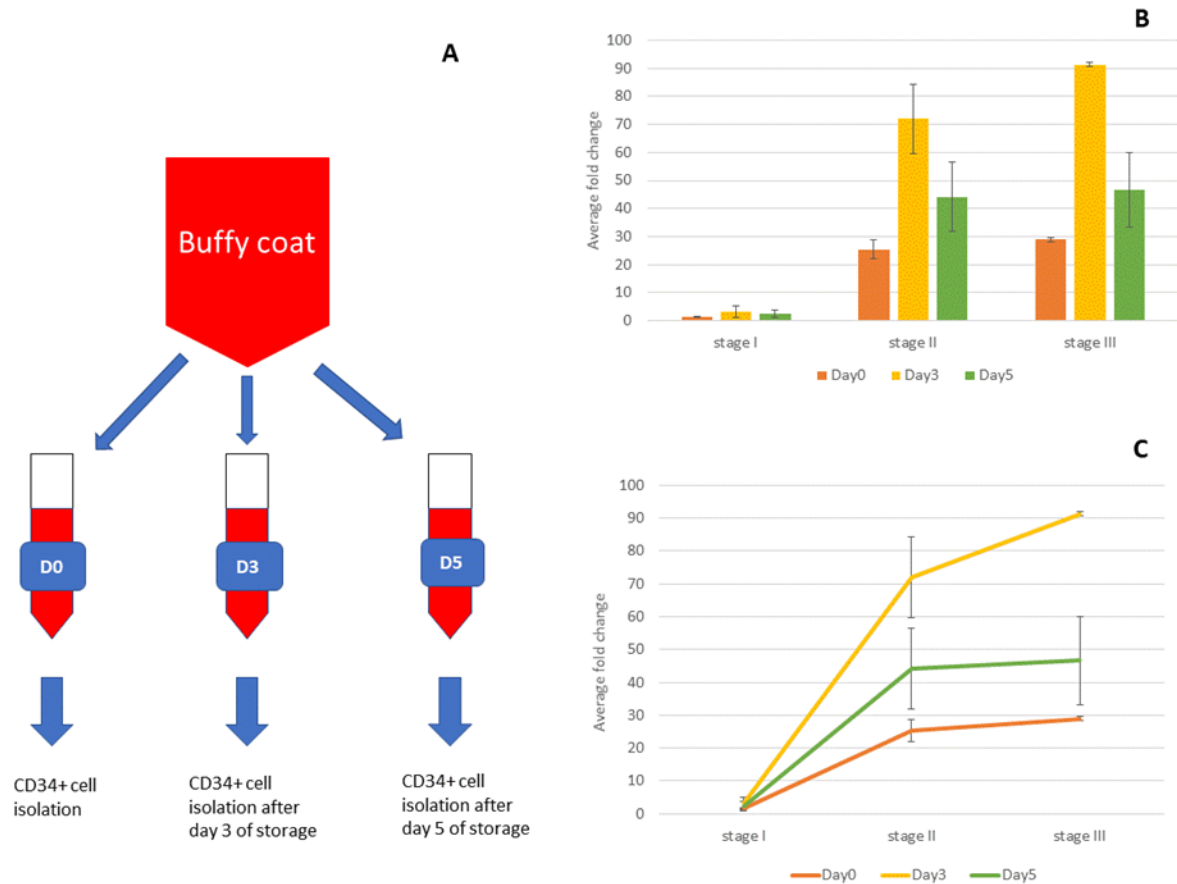 A
Buffy coat
D0
D3
D5
CD34+ cell
isolation
CD34+ cell
isolation after
day 3 of storage
CD34+ cell
isolation after
day 5 of storage
B
Average fold change
100
90
80
70
60
50
40
30
20
10
0
stage I
stage II
stage III
Day0
Day3
Day5
C
Average fold change
100
90
80
70
60
50
40
30
20
10
0
stage I
stage II
stage III
Day0
Day3
Day5